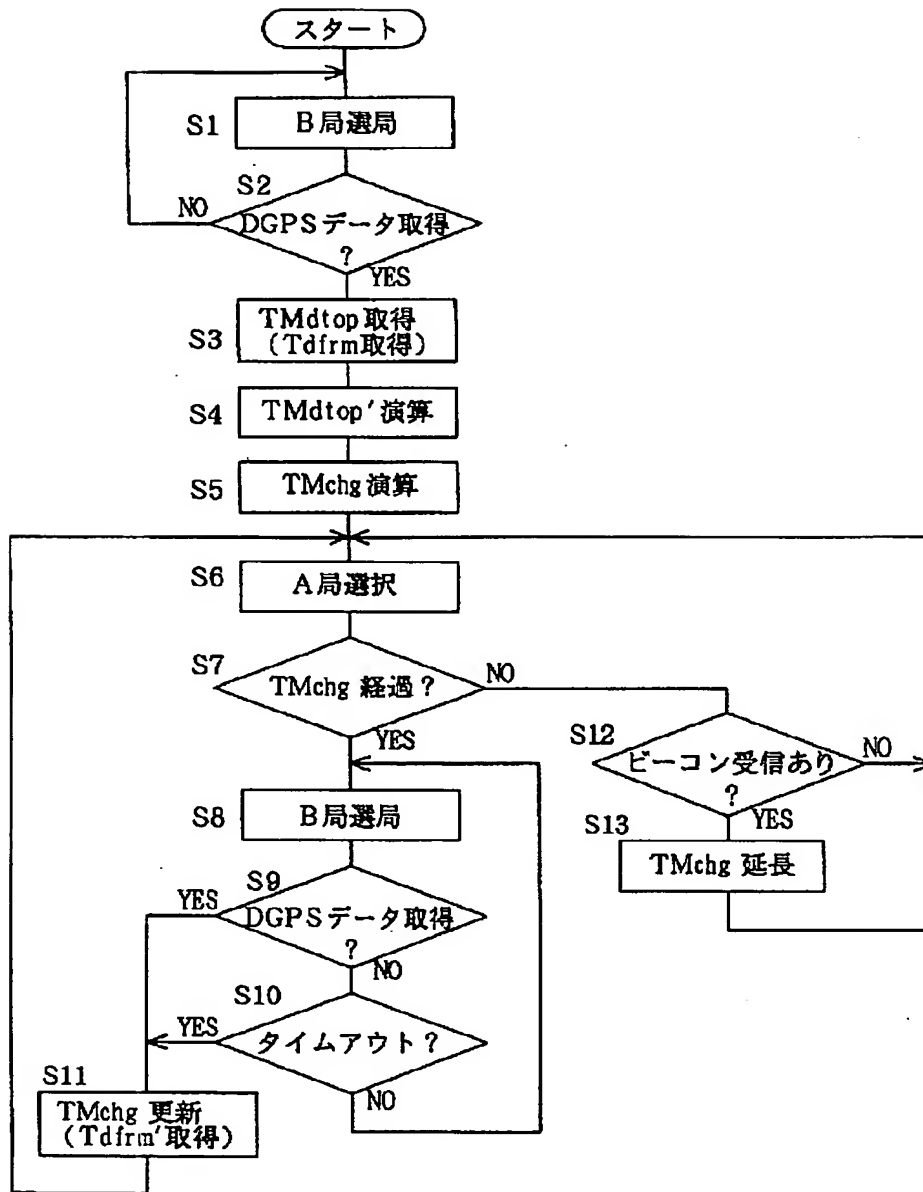 スタート
S1
B局選局
S2
NO
DGPSデータ取得
?
YES
S3
TMdtop取得
(Tdfrm取得)
S4
TMdtop′演算
S5
TMchg演算
S6
A局選択
S7
TMchg 経過?
NO
YES
S12
ビーコン受信あり
?
NO
YES
S8
B局選局
S13
TMchg 延長
S9
YES
DGPSデータ取得
?
NO
S10
YES
タイムアウト?
NO
S11
TMchg 更新
(Tdfrm′取得)